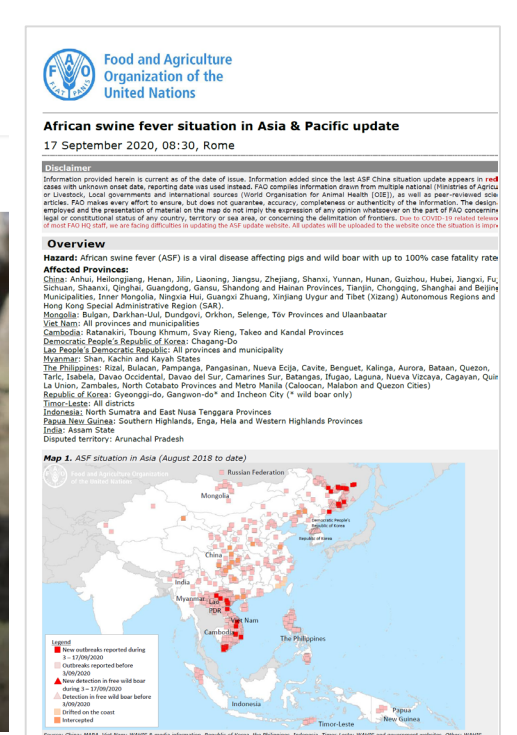 Food and Agriculture
Organization of the
United Nations
African swine fever situation in Asia & Pacific update
17 September 2020, 08:30, Rome
Disclaimer
Information provided herein is current as of the date of issue. Information added since the last ASF China situation update appears in red
cases with unknown onset date, reporting date was used instead. FAO compiles information drawn from multiple national (Ministries of Agricu
or Livestock, Local governments and international sources (World Organisation for Animal Health [OIE]), as well as peer-reviewed scie
articles. FAO makes every effort to ensure, but does not guarantee, accuracy, completeness or authenticity of the information. The design
employed and the presentation of material on the map do not imply the expression of any opinion whatsoever on the part of FAO concernin
legal or constitutional status of any country, territory or sea area, or concerning the delimitation of frontiers. Due to COVID-19 related telewo
of most FAO HQ staff, we are facing difficulties in updating the ASF update website. All updates will be uploaded to the website once the situation is impr
Overview
Hazard: African swine fever (ASF) is a viral disease affecting pigs and wild boar with up to 100% case fatality rate
Affected Provinces:
China: Anhui, Heilongjiang, Henan, Jilin, Liaoning, Jiangsu, Zhejiang, Shanxi, Yunnan, Hunan, Guizhou, Hubei, Jiangxi, Fu
Sichuan, Shaanxi, Qinghai, Guangdong, Gansu, Shandong and Hainan Provinces, Tianjin, Chongqing, Shanghai and Beijing
Municipalities, Inner Mongolia, Ningxia Hui, Guangxi Zhuang, Xinjiang Uygur and Tibet (Xizang) Autonomous Regions and
Hong Kong Special Administrative Region (SAR).
Mongolia: Bulgan, Darkhan-Uul, Dundgovi, Orkhon, Selenge, Töv Provinces and Ulaanbaatar
Viet Nam: All provinces and municipalities
Cambodia: Ratanakiri, Tboung Khmum, Svay Rieng, Takeo and Kandal Provinces
Democratic People's Republic of Korea: Chagang-Do
Lao People's Democratic Republic: All provinces and municipality
Myanmar: Shan, Kachin and Kayah States
The Philippines: Rizal, Bulacan, Pampanga, Pangasinan, Nueva Ecija, Cavite, Benguet, Kalinga, Aurora, Bataan, Quezon,
Tarlc, Isabela, Davao Occidental, Davao del Sur, Camarines Sur, Batangas, Ifugao, Laguna, Nueva Vizcaya, Cagayan, Quir
La Union, Zambales, North Cotabato Provinces and Metro Manila (Caloocan, Malabon and Quezon Cities)
Republic of Korea: Gyeonggi-do, Gangwon-do* and Incheon City (* wild boar only)
Timor-Leste: All districts
Indonesia: North Sumatra and East Nusa Tenggara Provinces
Papua New Guinea: Southern Highlands, Enga, Hela and Western Highlands Provinces
India: Assam State
Disputed territory: Arunachal Pradesh
Map 1. ASF situation in Asia (August 2018 to date)
Food and Agriculture Organization
of the United Nations
Russian Federation
Mongolia
Democratic People's
Republic of Korea
Republic of Korea
China
India
Myanmar
Lao
PDR
Viet Nam
Cambodia
The Philippines
Legend
New outbreaks reported during
3 – 17/09/2020
Outbreaks reported before
3/09/2020
New detection in free wild boar
during 3 – 17/09/2020
Detection in free wild boar before
3/09/2020
Drifted on the coast
Intercepted
Indonesia
Papua
New Guinea
Timor-Leste